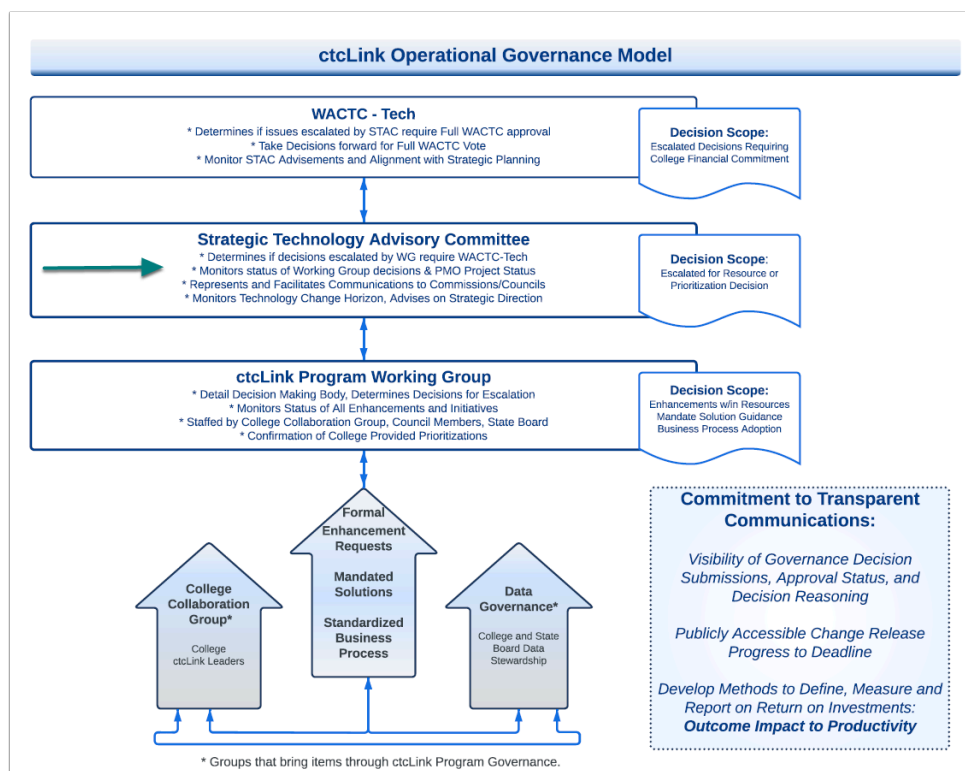 ctcLink Operational Governance Model
WACTC - Tech
* Determines if issues escalated by STAC require Full WACTC approval
* Take Decisions forward for Full WACTC Vote
* Monitor STAC Advisements and Alignment with Strategic Planning
Decision Scope:
Escalated Decisions Requiring
College Financial Commitment
Strategic Technology Advisory Committee
* Determines if decisions escalated by WG require WACTC-Tech
* Monitors status of Working Group decisions & PMO Project Status
* Represents and Facilitates Communications to Commissions/Councils
* Monitors Technology Change Horizon, Advises on Strategic Direction
Decision Scope:
Escalated for Resource or
Prioritization Decision
ctcLink Program Working Group
* Detail Decision Making Body, Determines Decisions for Escalation
* Monitors Status of All Enhancements and Initiatives
* Staffed by College Collaboration Group, Council Members, State Board
* Confirmation of College Provided Prioritizations
Decision Scope:
Enhancements w/in Resources
Mandate Solution Guidance
Business Process Adoption
College
Collaboration
Group*
College
ctcLink Leaders
Formal
Enhancement
Requests
Mandated
Solutions
Standardized
Business
Process
Data
Governance*
College and State
Board Data
Stewardship
Commitment to Transparent
Communications:
Visibility of Governance Decision
Submissions, Approval Status, and
Decision Reasoning
Publicly Accessible Change Release
Progress to Deadline
Develop Methods to Define, Measure and
Report on Return on Investments:
Outcome Impact to Productivity
* Groups that bring items through ctcLink Program Governance.